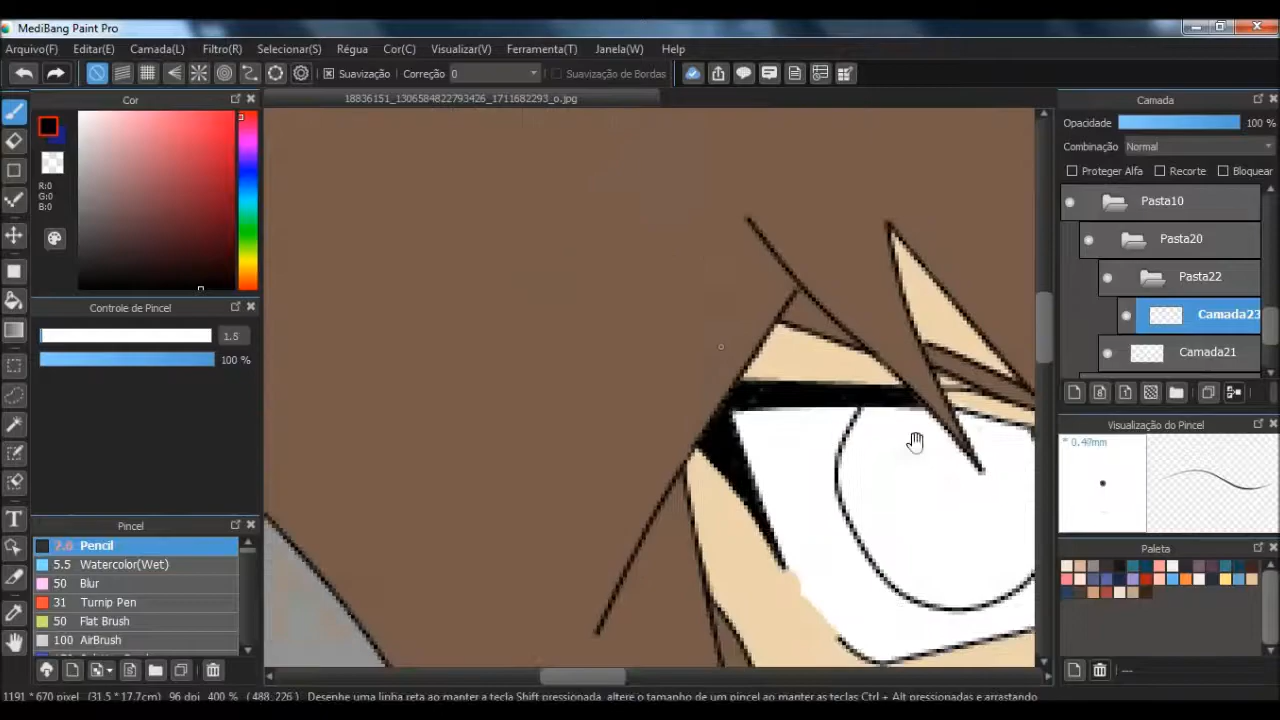 MediBang Paint Pro
Arquivo(F) Editar(E) Camada(L) Filtro(R) Selecionar(S) Régua Cor(C) Visualizar(V) Ferramenta(T) Janela(W) Help
Suavização Correção 0 Suavização de Bordas
Cor
18836151_1306584822793426_1711682293_o.jpg
Camada
Opacidade 100 %
Combinação Normal
Proteger Alfa Recorte Bloquear
R:0
G:0
B:0
Pasta10
Pasta20
Pasta22
Camada23
Camada21
Controle de Pincel
1.5
100 %
Visualização do Pincel
* 0.49mm
Pincel
7.0 Pencil
5.5 Watercolor(Wet)
50 Blur
31 Turnip Pen
50 Flat Brush
100 AirBrush
Paleta
---
1191 * 670 pixel (31.5 * 17.7cm) 96 dpi 400 % (488,226) Desenhe uma linha reta ao manter a tecla Shift pressionada, altere o tamanho de um pincel ao manter as teclas Ctrl + Alt pressionadas e arrastando